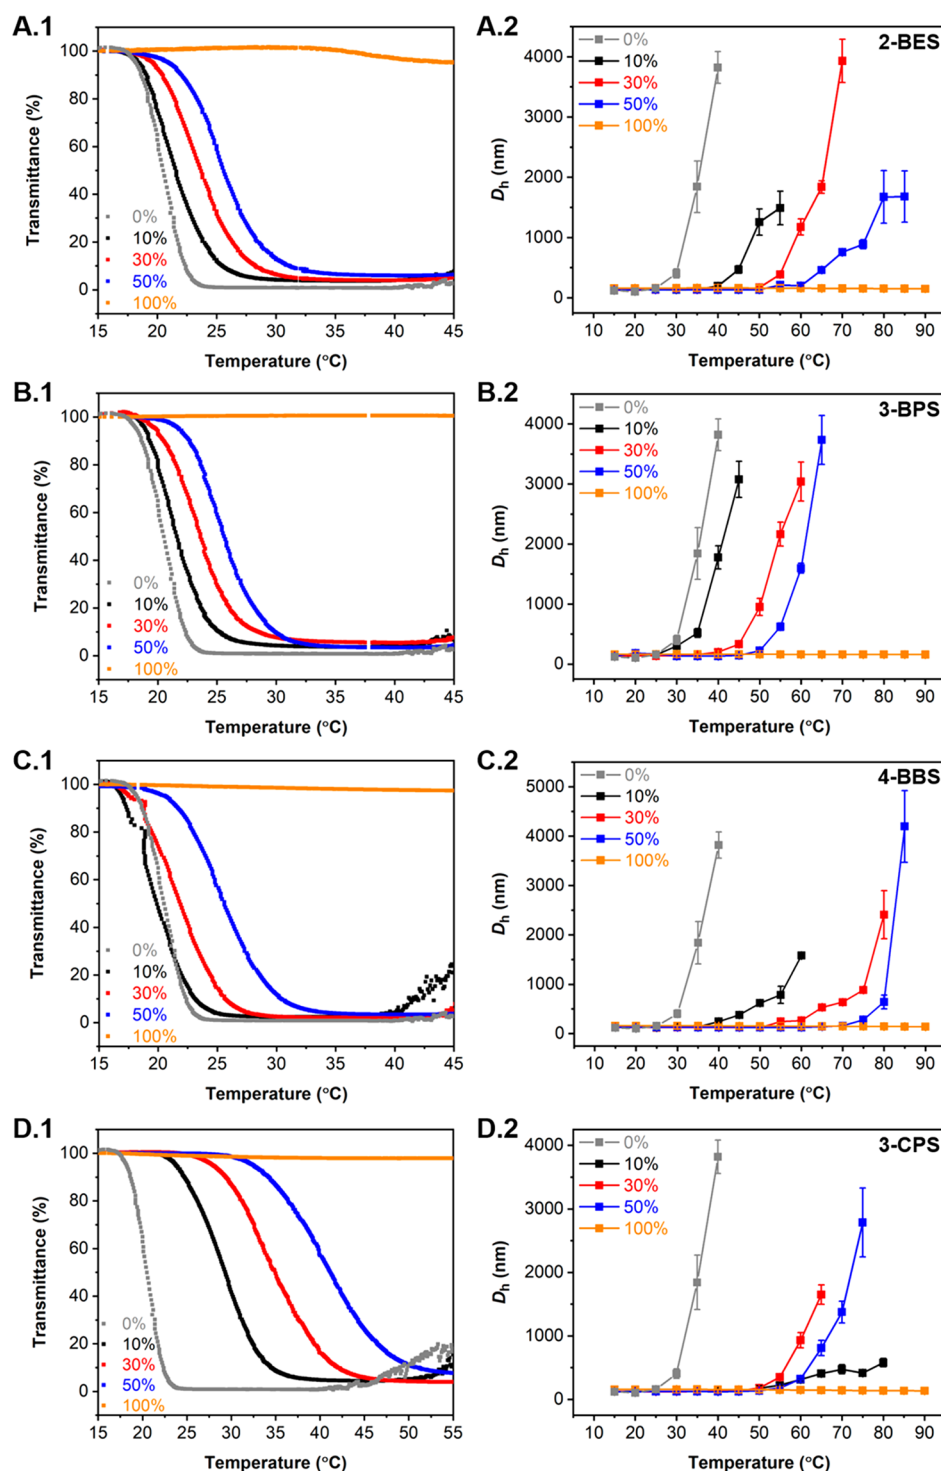 A.1
Transmittance (%)
100
80
60
40
20
0
0%
10%
30%
50%
100%
15 20 25 30 35 40 45
Temperature (°C)
A.2
2-BES
Dh (nm)
4000
3000
2000
1000
0
0%
10%
30%
50%
100%
10 20 30 40 50 60 70 80 90
Temperature (°C)
B.1
Transmittance (%)
100
80
60
40
20
0
0%
10%
30%
50%
100%
15 20 25 30 35 40 45
Temperature (°C)
B.2
3-BPS
Dh (nm)
4000
3000
2000
1000
0
0%
10%
30%
50%
100%
10 20 30 40 50 60 70 80 90
Temperature (°C)
C.1
Transmittance (%)
100
80
60
40
20
0
0%
10%
30%
50%
100%
15 20 25 30 35 40 45
Temperature (°C)
C.2
4-BBS
Dh (nm)
5000
4000
3000
2000
1000
0
0%
10%
30%
50%
100%
10 20 30 40 50 60 70 80 90
Temperature (°C)
D.1
Transmittance (%)
100
80
60
40
20
0
0%
10%
30%
50%
100%
15 20 25 30 35 40 45 50 55
Temperature (°C)
D.2
3-CPS
Dh (nm)
4000
3000
2000
1000
0
0%
10%
30%
50%
100%
10 20 30 40 50 60 70 80 90
Temperature (°C)